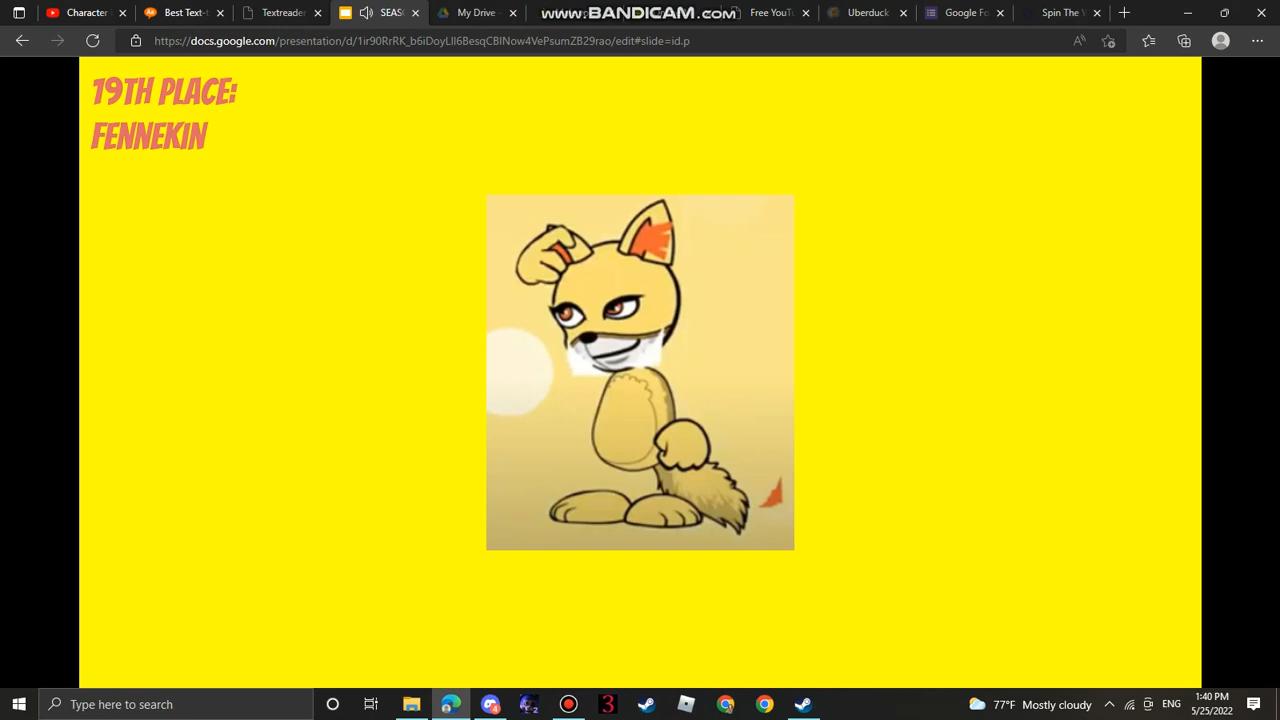 Character
Best Text-
Textreader
SEAS
My Drive
www.BANDICAM.com
Free YouTu
Uberduck
Google Fo
Spin The W
https://docs.google.com/presentation/d/1ir90RrRK_b6iDoyLlI6BesqCBINow4VePsumZB29rao/edit#slide=id.p
19TH PLACE:
FENNEKIN
Type here to search
77°F Mostly cloudy
ENG
1:40 PM
5/25/2022